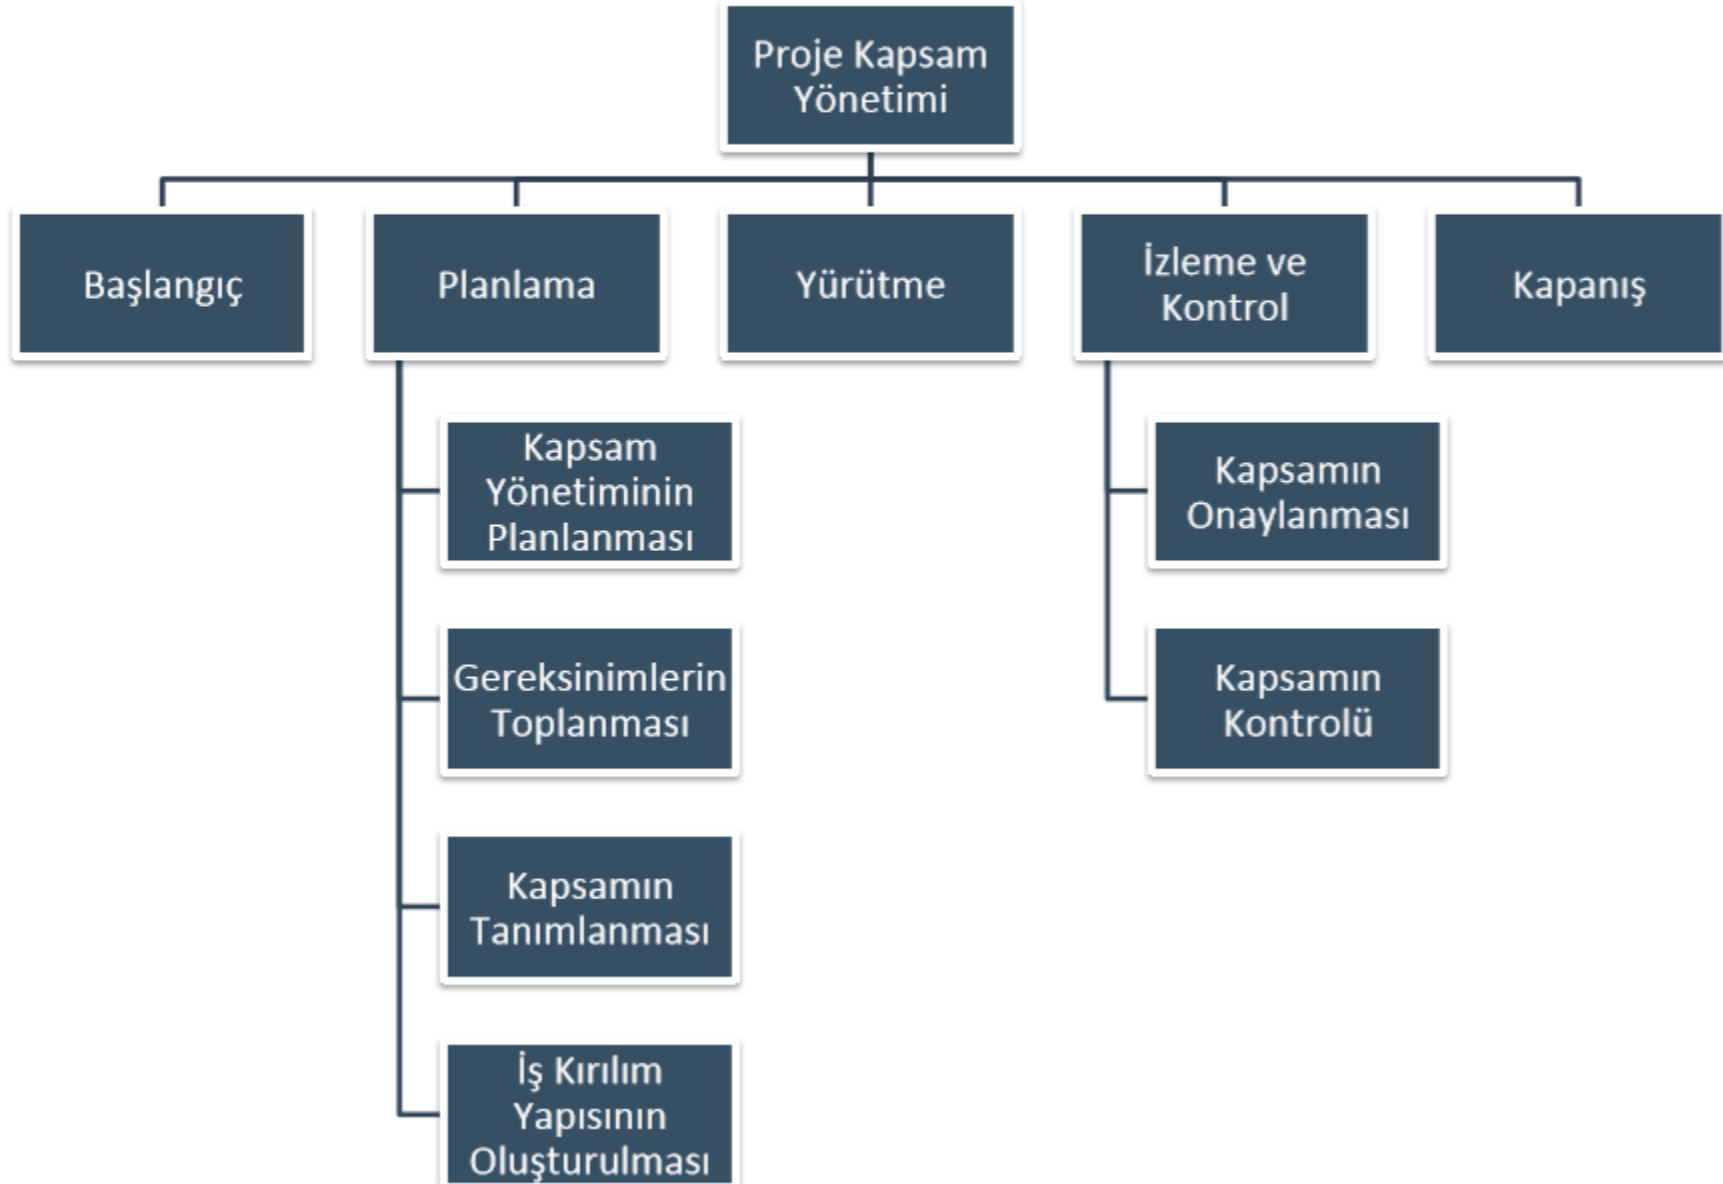 Proje Kapsam
Yönetimi
Başlangıç
Planlama
Yürütme
İzleme ve
Kontrol
Kapanış
Kapsam
Yönetiminin
Planlanması
Gereksinimlerin
Toplanması
Kapsamın
Tanımlanması
İş Kırılım
Yapısının
Oluşturulması
Kapsamın
Onaylanması
Kapsamın
Kontrolü